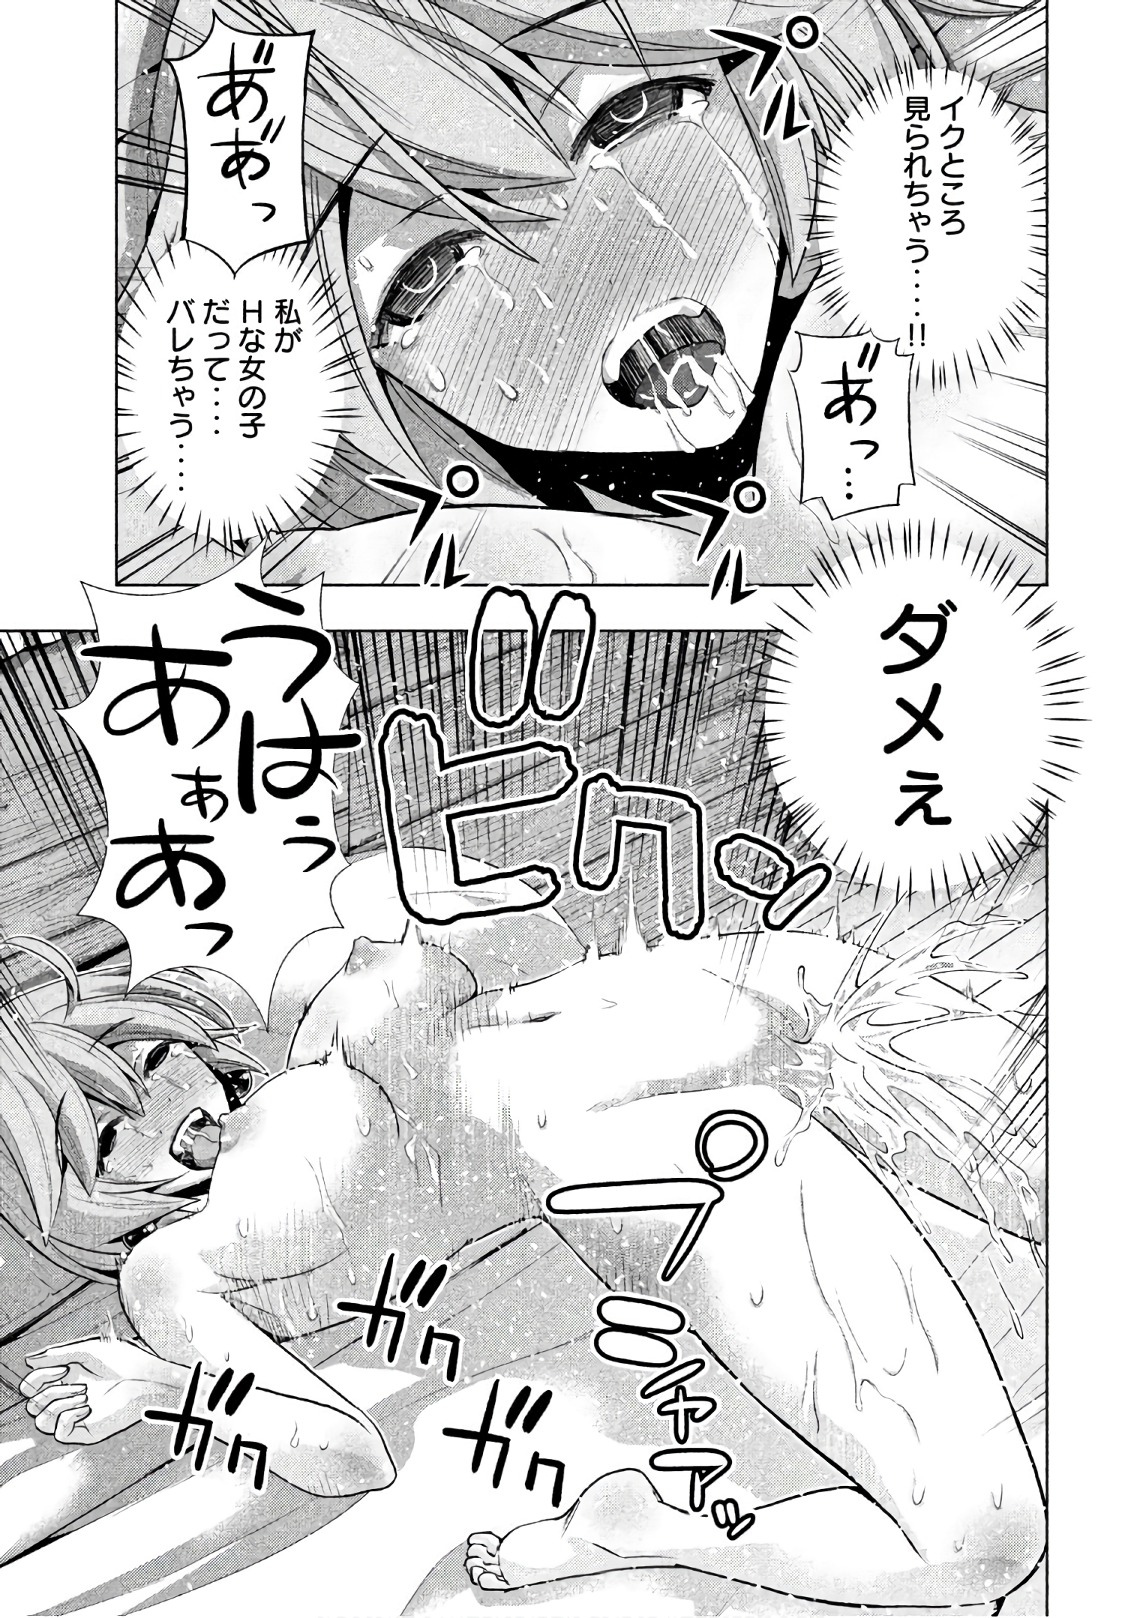 プル
イクところ
見られちゃう‥‥‥!!
あ゛あ゛っ
私が
Hな女の子
だって‥‥
バレちゃう‥‥
あ゛っ…
プル
プル
ダメぇ
ビクンッ
うはぅ
あぁあっ
プシャアッ
ガク
ガク
ガク